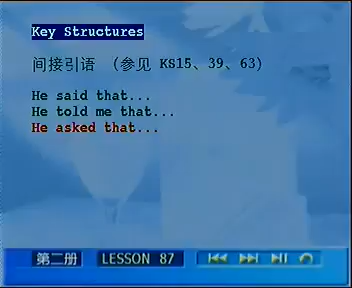 Key Structures
间接引语 (参见 KS15、39、63)
He said that...
He told me that...
He asked that...
第二册 LESSON 87